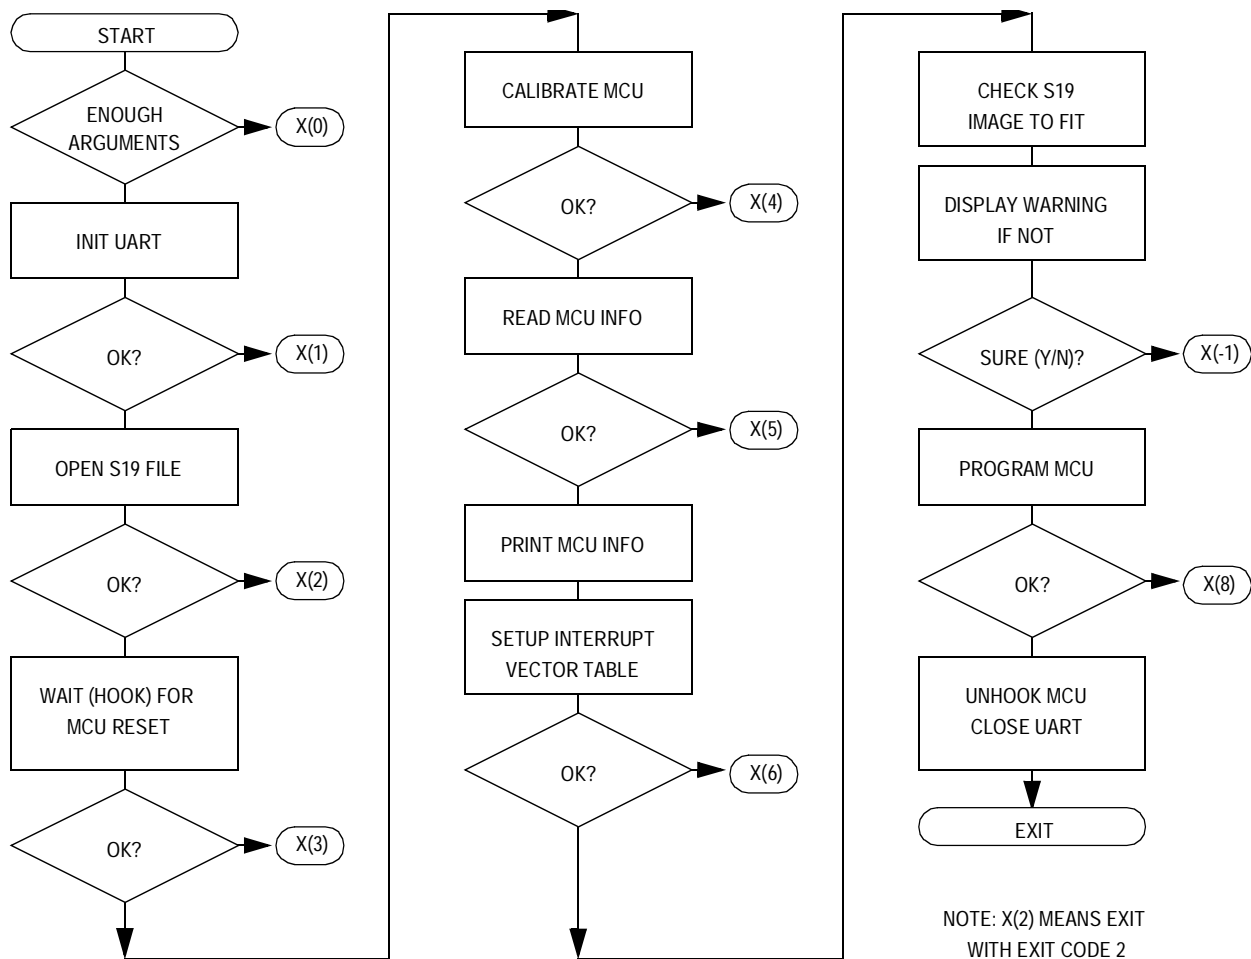 START
ENOUGH
ARGUMENTS
X(0)
INIT UART
OK?
X(1)
OPEN S19 FILE
OK?
X(2)
WAIT (HOOK) FOR
MCU RESET
OK?
X(3)
CALIBRATE MCU
OK?
X(4)
READ MCU INFO
OK?
X(5)
PRINT MCU INFO
SETUP INTERRUPT
VECTOR TABLE
OK?
X(6)
CHECK S19
IMAGE TO FIT
DISPLAY WARNING
IF NOT
SURE (Y/N)?
X(-1)
PROGRAM MCU
OK?
X(8)
UNHOOK MCU
CLOSE UART
EXIT
NOTE: X(2) MEANS EXIT
WITH EXIT CODE 2